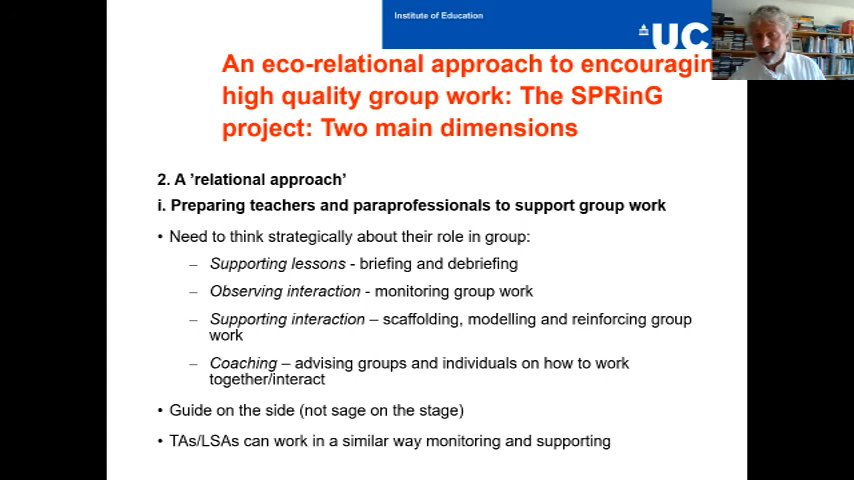 Institute of Education
UC
An eco-relational approach to encouragin
high quality group work: The SPRinG
project: Two main dimensions
2. A ’relational approach’
i. Preparing teachers and paraprofessionals to support group work
• Need to think strategically about their role in group:
– Supporting lessons - briefing and debriefing
– Observing interaction - monitoring group work
– Supporting interaction – scaffolding, modelling and reinforcing group
work
– Coaching – advising groups and individuals on how to work
together/interact
• Guide on the side (not sage on the stage)
• TAs/LSAs can work in a similar way monitoring and supporting